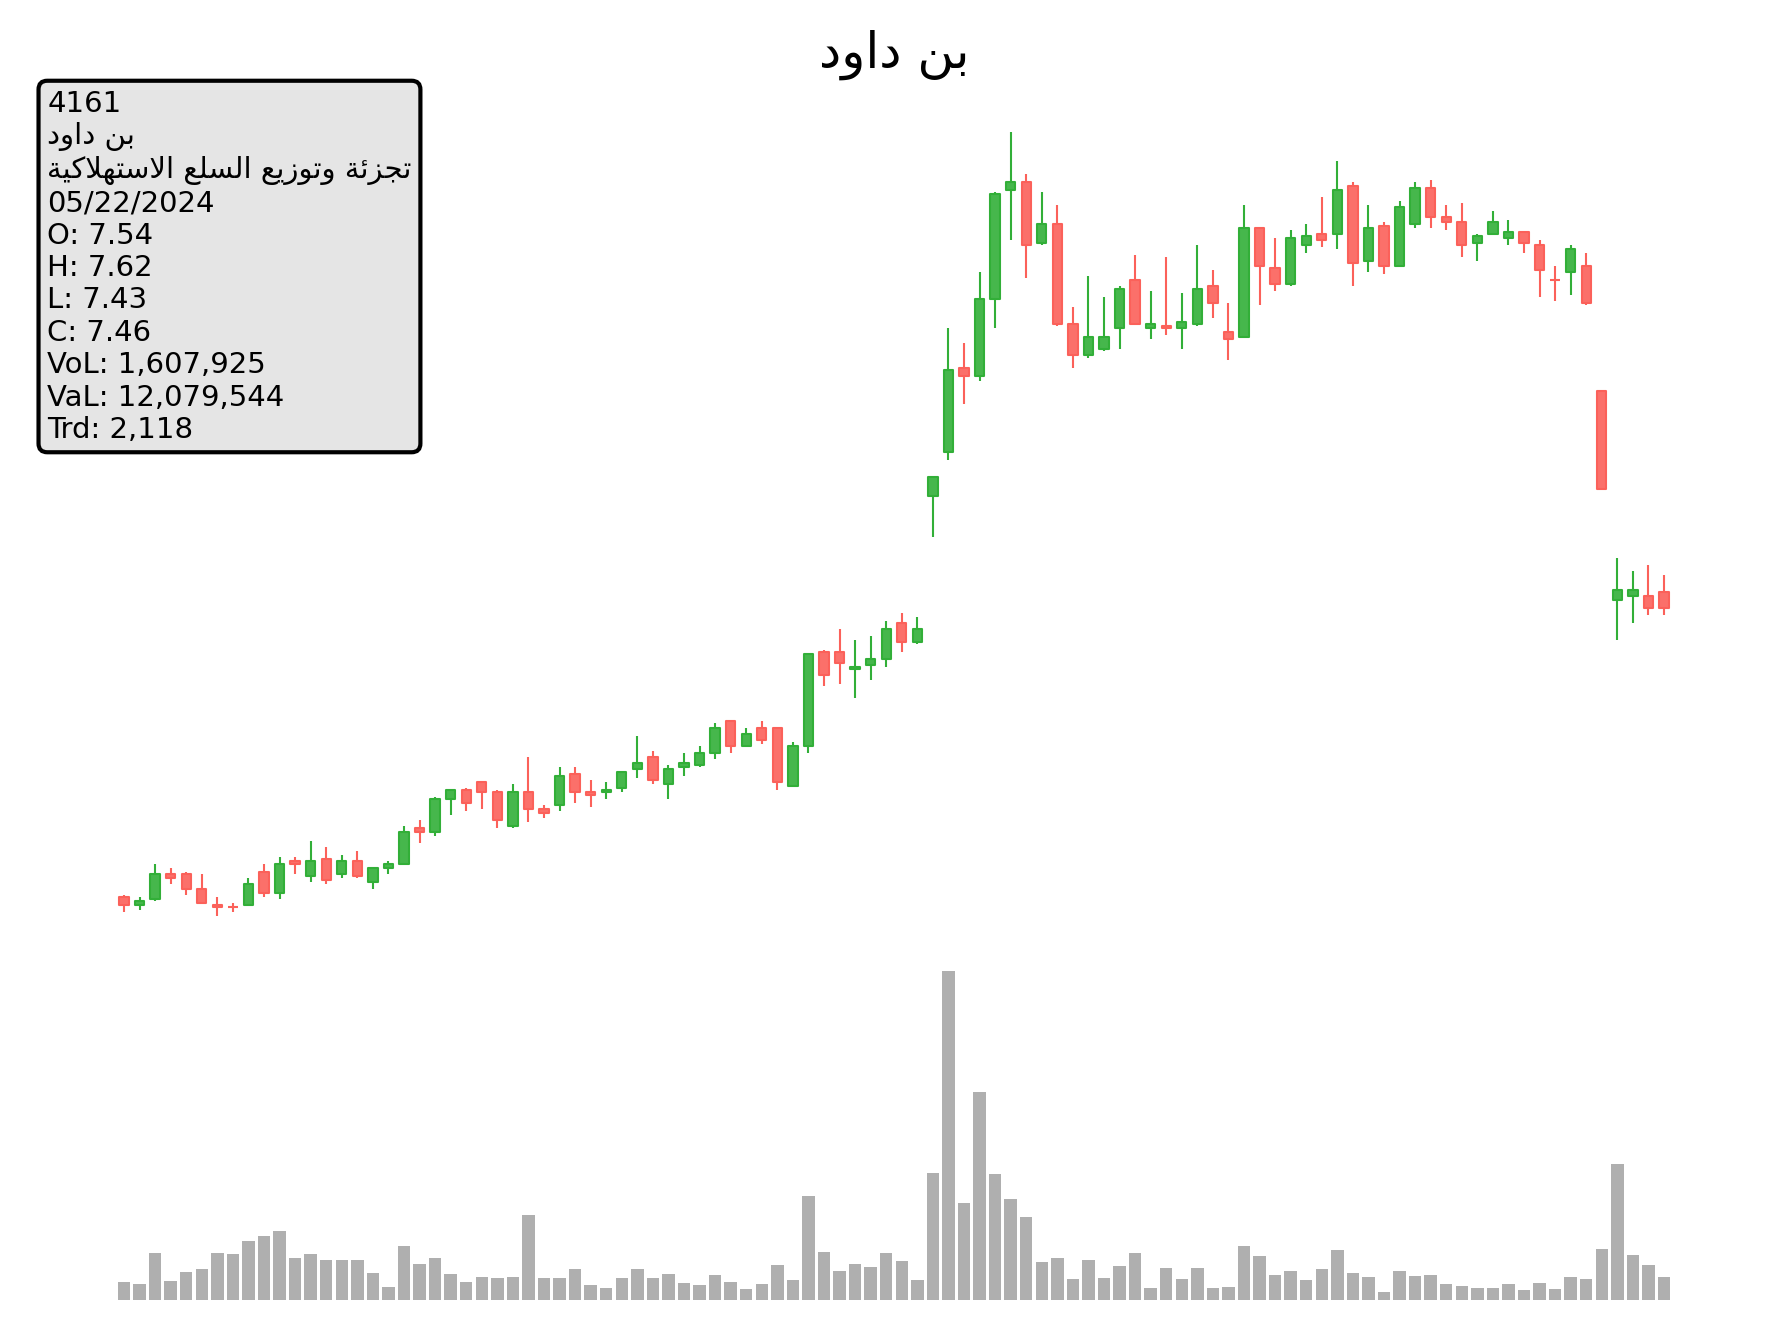 بن داود
4161
بن داود
تجزئة وتوزيع السلع الاستهلاكية
05/22/2024
O: 7.54
H: 7.62
L: 7.43
C: 7.46
VoL: 1,607,925
VaL: 12,079,544
Trd: 2,118